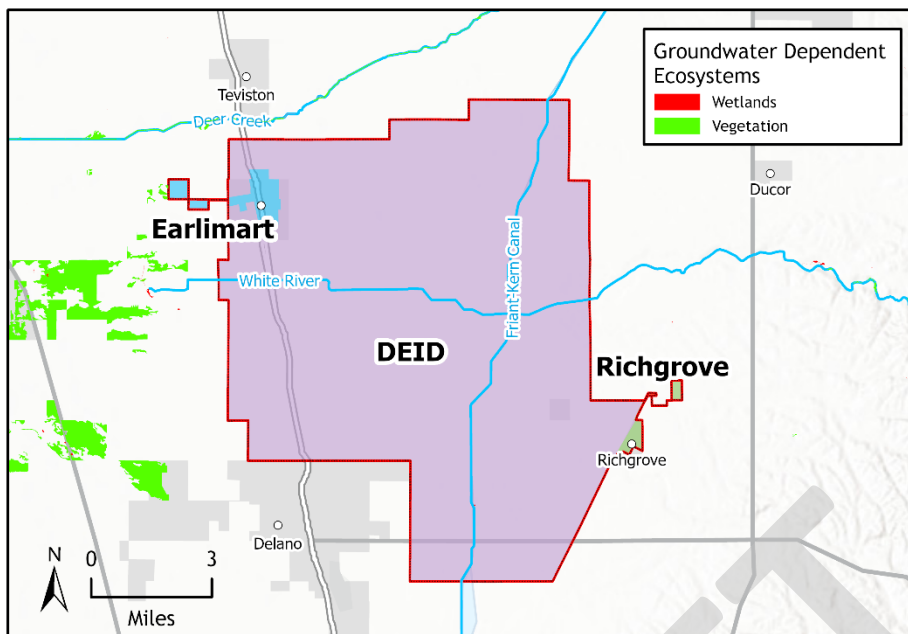 Groundwater Dependent
Ecosystems
Wetlands
Vegetation
Teviston
Deer Creek
Ducor
Earlimart
White River
Friant-Kern Canal
DEID
Richgrove
Richgrove
Delano
N
0 3
Miles